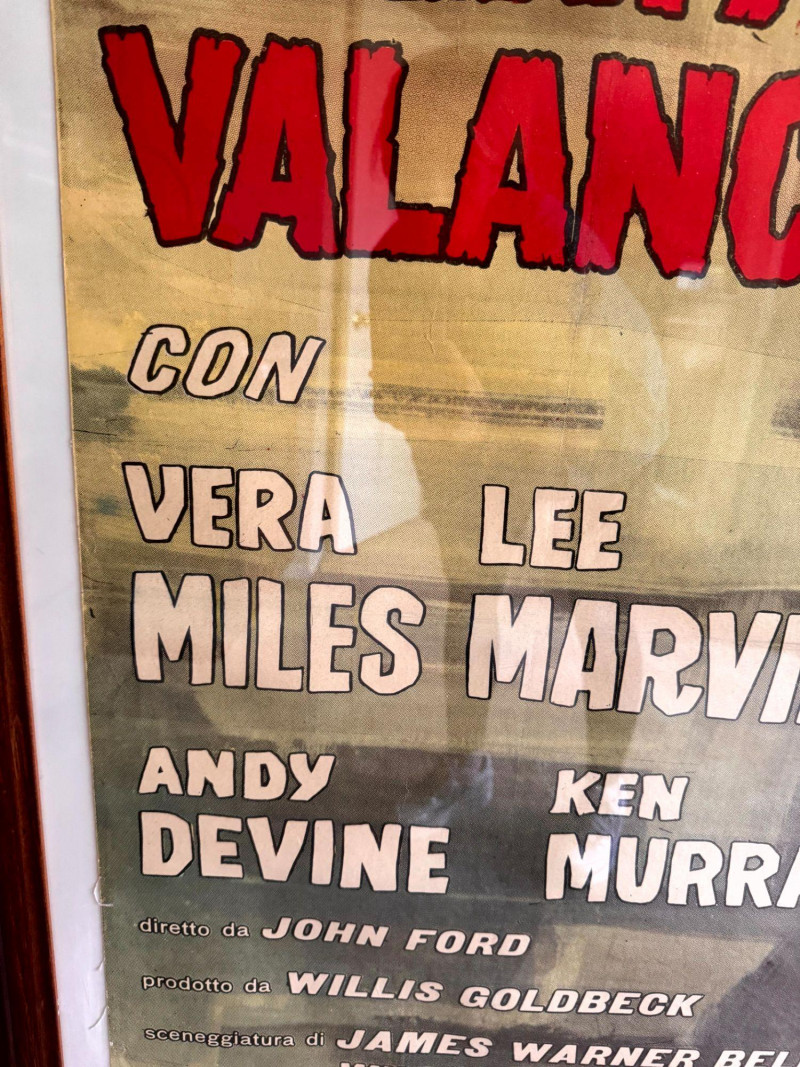 VALANC
CON
VERA LEE
MILES MARVI
ANDY KEN
DEVINE MURRA
diretto da JOHN FORD
prodotto da WILLIS GOLDBECK
sceneggiatura di JAMES WARNER BEL